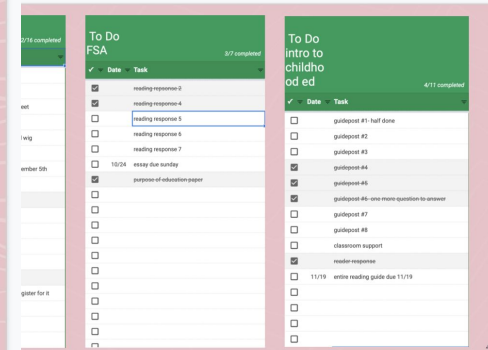 2/16 completed
eet
wig
ember 5th
gister for it
To Do
FSA
3/7 completed
✓ Date Task
reading reponse 2
reading response 4
reading response 5
reading response 6
reading response 7
10/24 essay due sunday
purpose of education paper
To Do
intro to
childho
od ed
4/11 completed
✓ Date Task
guidepost #1- half done
guidepost #2
guidepost #3
guidepost #4
guidepost #5
guidepost #6- one more question to answer
guidepost #7
guidepost #8
classroom support
reader response
11/19 entire reading guide due 11/19